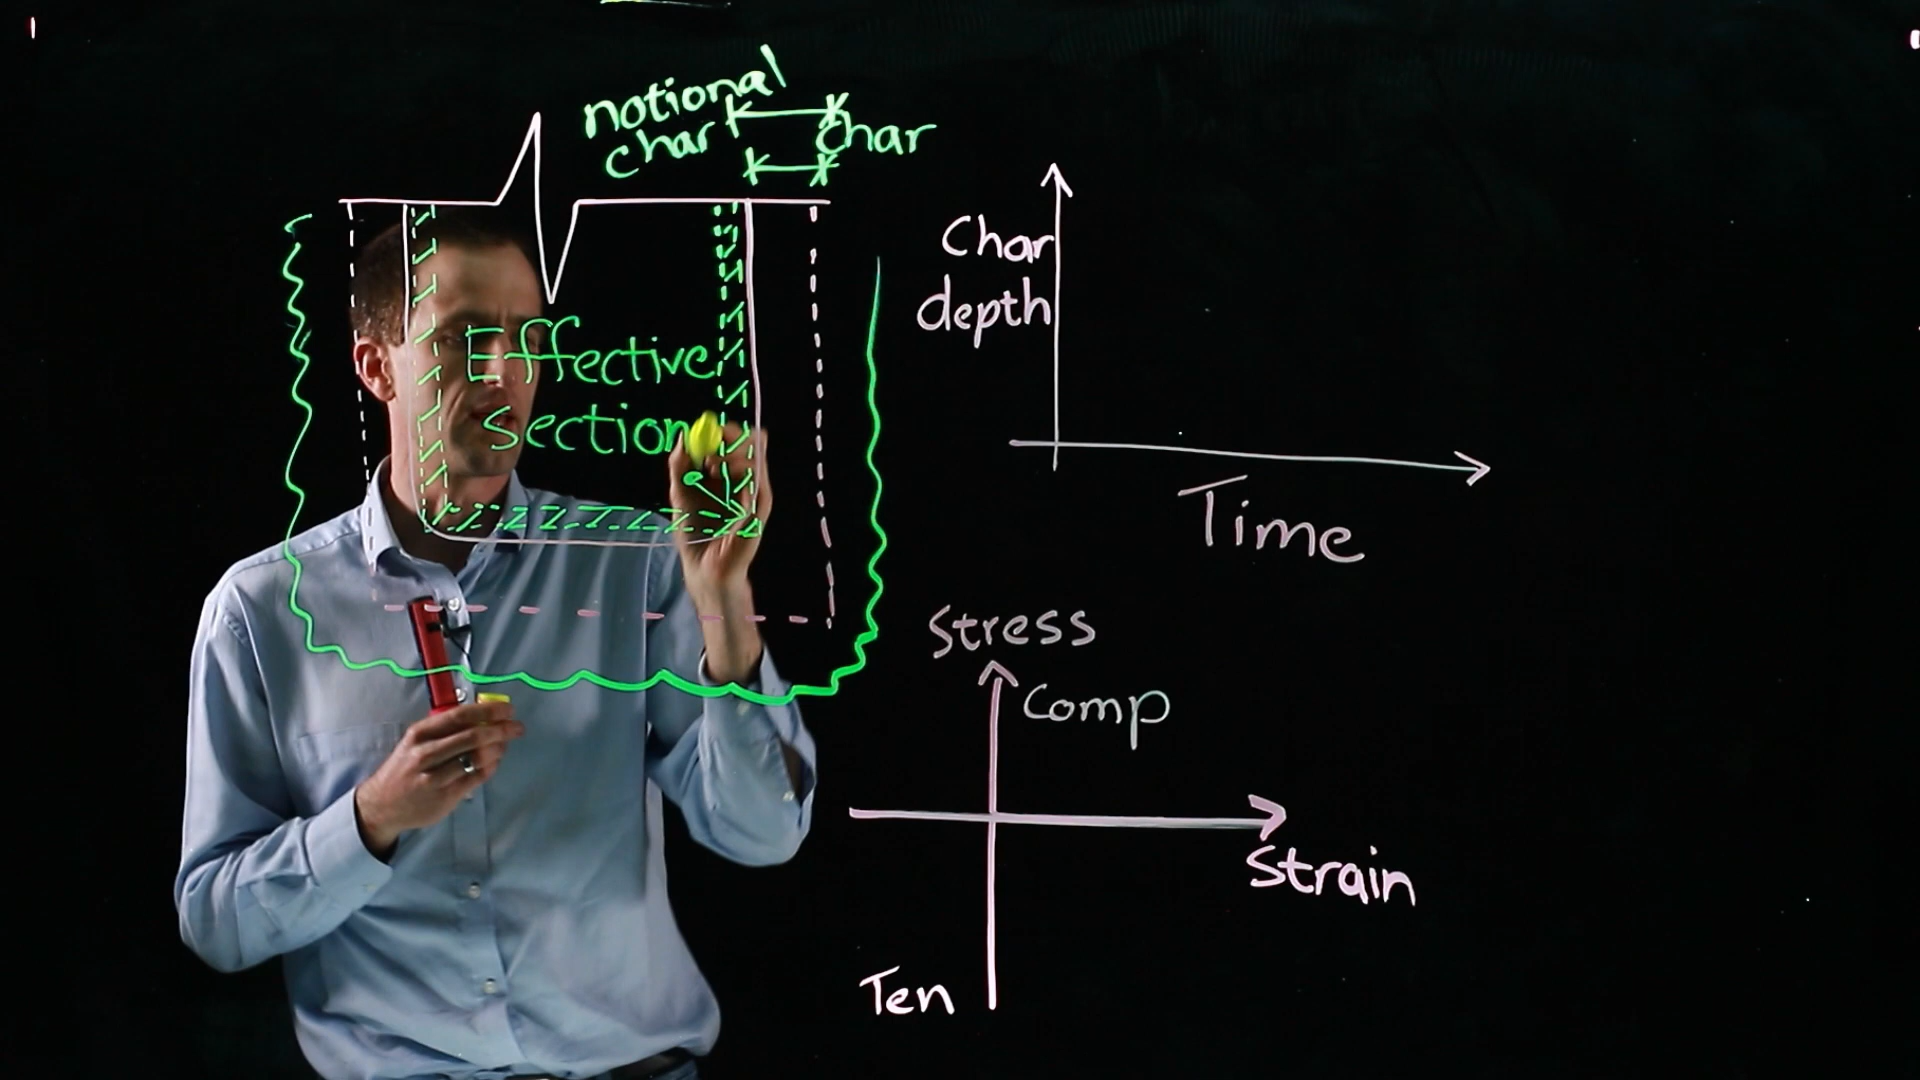 notional
char
char
Effective
section
Char
depth
Time
Stress
Comp
Strain
Ten